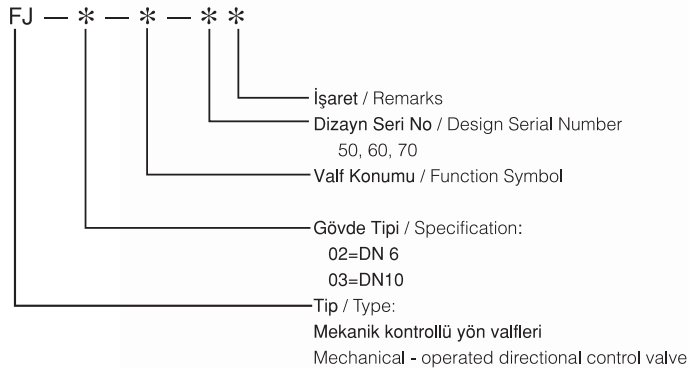 FJ — * — * — * *
İşaret / Remarks
Dizayn Seri No / Design Serial Number
50, 60, 70
Valf Konumu / Function Symbol
Gövde Tipi / Specification:
02=DN 6
03=DN10
Tip / Type:
Mekanik kontrollü yön valfleri
Mechanical - operated directional control valve